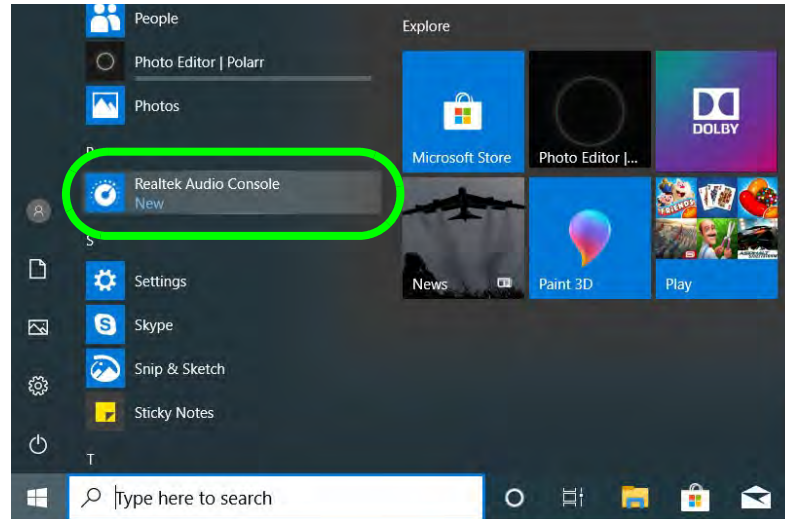 People
Photo Editor | Polarr
Photos
Realtek Audio Console
New
S
Settings
Skype
Snip & Sketch
Sticky Notes
T
Type here to search
Explore
Microsoft Store
Photo Editor |...
DOLBY
News
Paint 3D
FRIENDS
Play